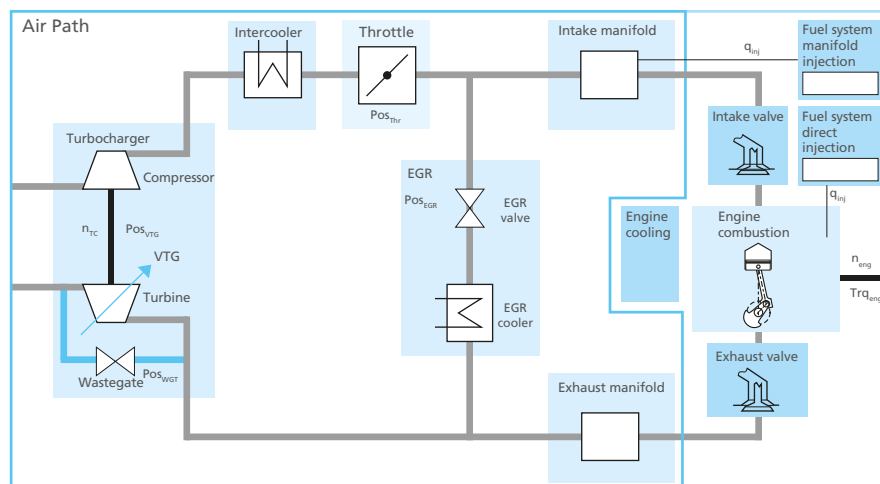 Air Path
Intercooler
Throttle
Pos_Thr
Intake manifold
q_inj
Fuel system
manifold
injection
Fuel system
direct
injection
q_inj
Intake valve
Turbocharger
Compressor
n_TC
Pos_VTG
VTG
Turbine
Wastegate
Pos_WGT
EGR
Pos_EGR
EGR
valve
EGR
cooler
Engine
cooling
Engine
combustion
n_eng
Trq_eng
Exhaust valve
Exhaust manifold